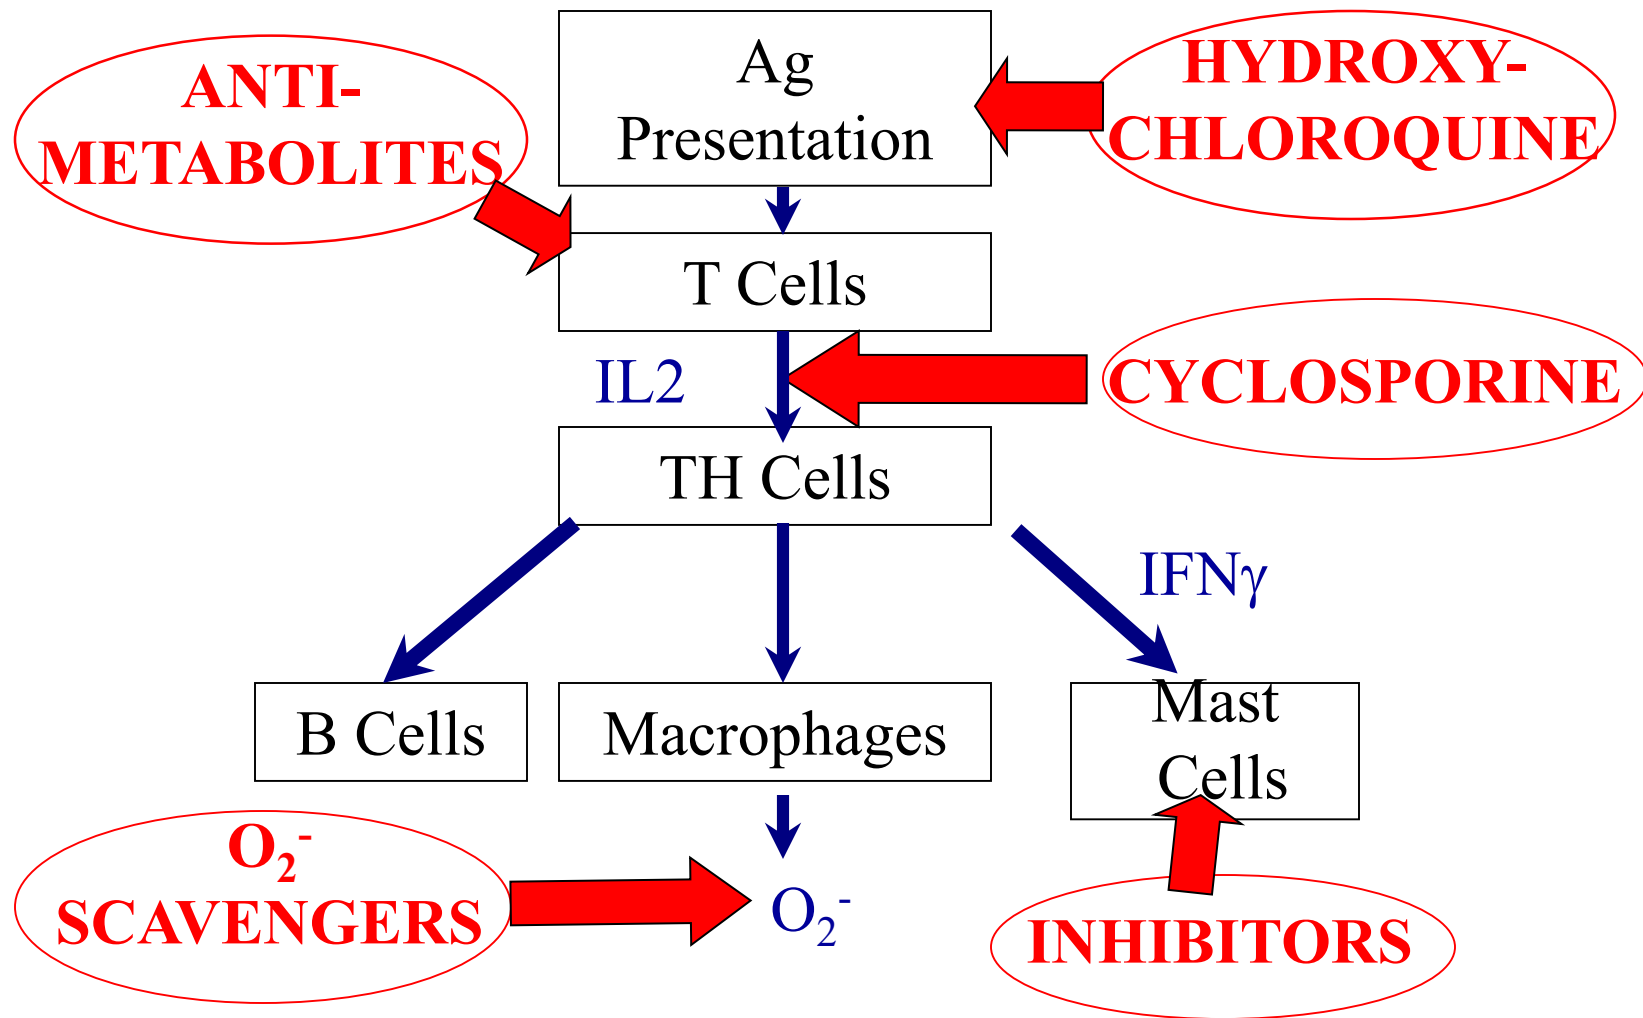 ANTI-
METABOLITES
Ag
Presentation
HYDROXY-
CHLOROQUINE
T Cells
IL2
CYCLOSPORINE
TH Cells
IFNγ
B Cells
Macrophages
Mast
Cells
O₂⁻
SCAVENGERS
O₂⁻
INHIBITORS